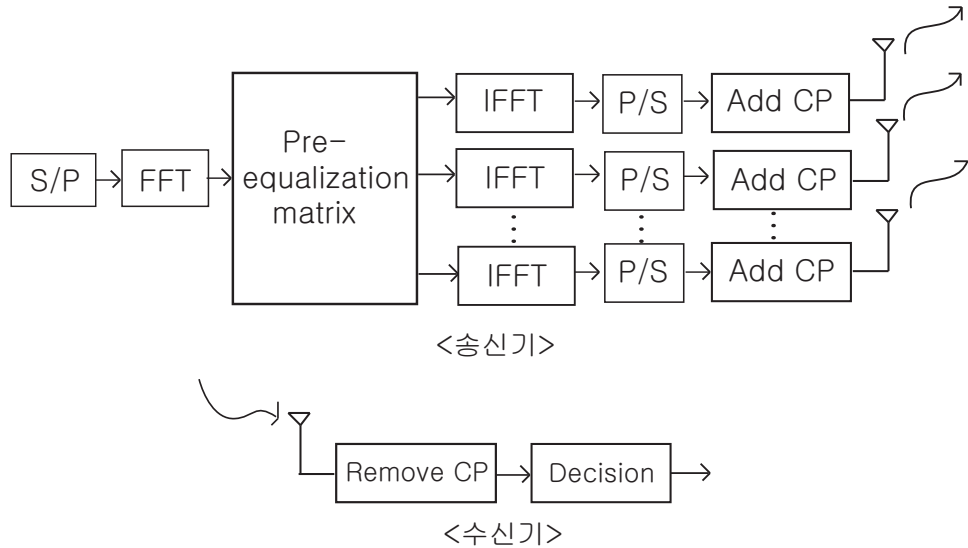 S/P
FFT
Pre-
equalization
matrix
IFFT
P/S
Add CP
IFFT
P/S
Add CP
IFFT
P/S
Add CP
<송신기>
Remove CP
Decision
<수신기>